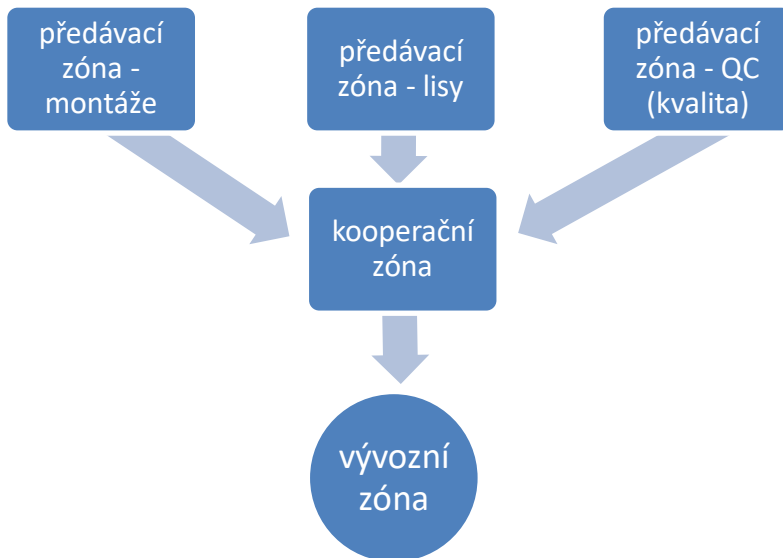 předávací
zóna -
montáže
předávací
zóna - lisy
předávací
zóna - QC
(kvalita)
kooperační
zóna
vývozní
zóna